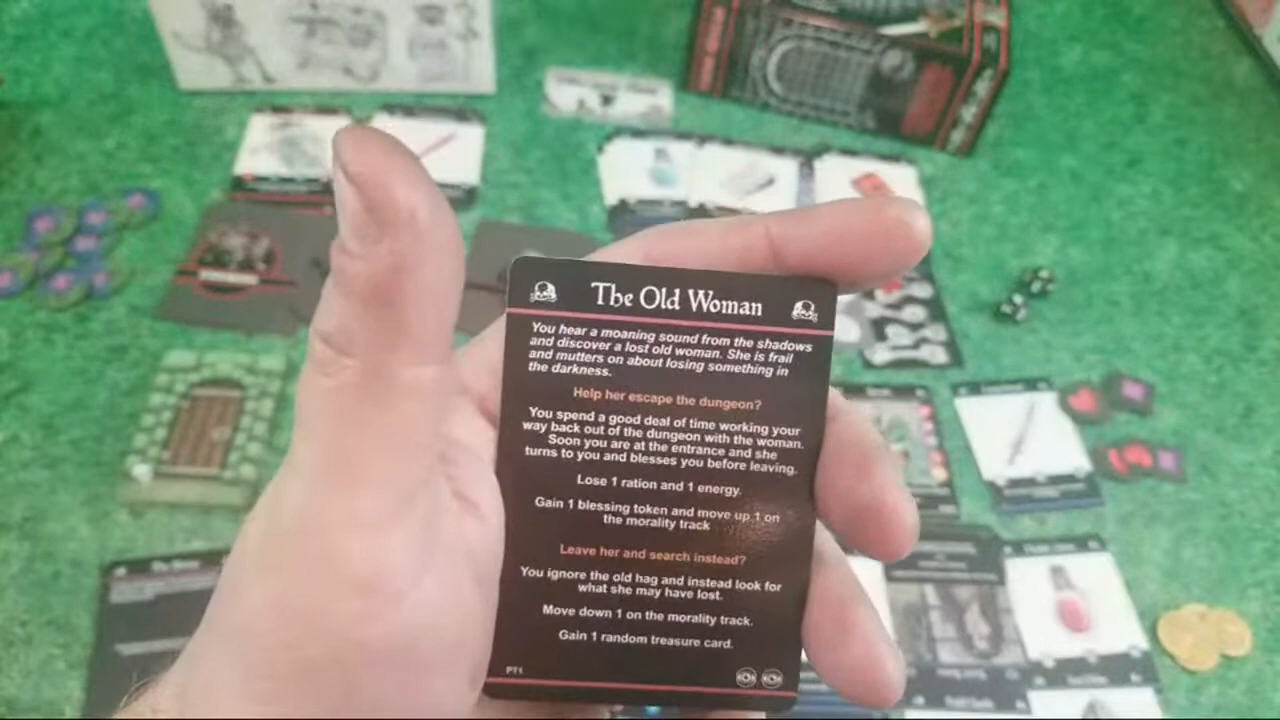 The Old Woman
You hear a moaning sound from the shadows
and discover a lost old woman. She is frail
and mutters on about losing something in
the darkness.
Help her escape the dungeon?
You spend a good deal of time working your
way back out of the dungeon with the woman.
Soon you are at the entrance and she
turns to you and blesses you before leaving.
Lose 1 ration and 1 energy.
Gain 1 blessing token and move up 1 on
the morality track
Leave her and search instead?
You ignore the old hag and instead look for
what she may have lost.
Move down 1 on the morality track.
Gain 1 random treasure card.
PT1